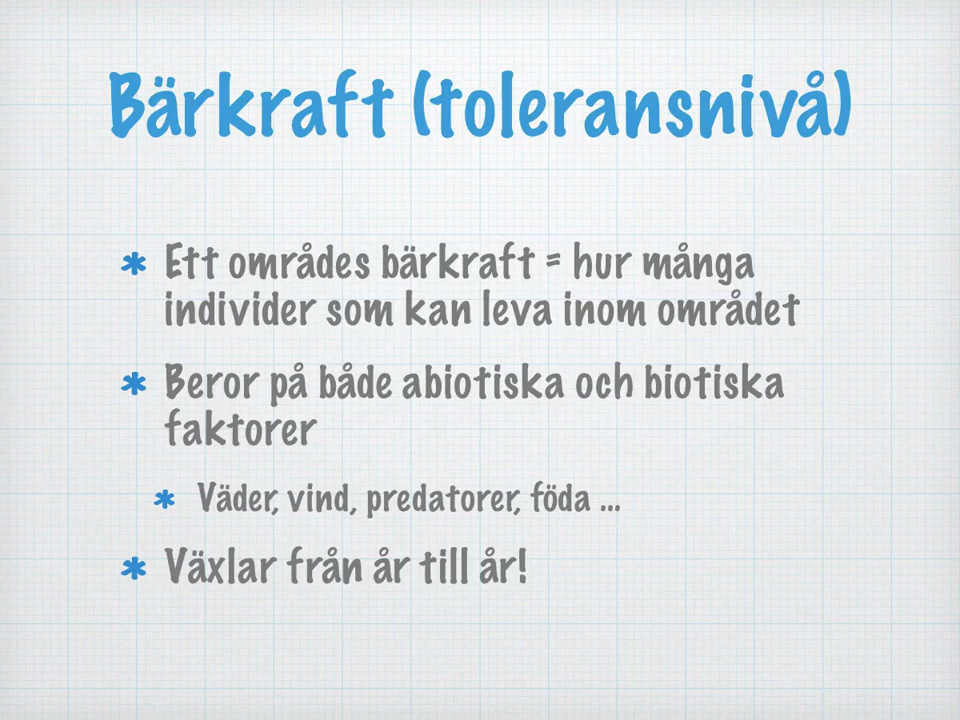 Bärkraft (toleransnivå)
* Ett områdes bärkraft = hur många
individer som kan leva inom området
* Beror på både abiotiska och biotiska
faktorer
* Väder, vind, predatorer, föda ...
* Växlar från år till år!